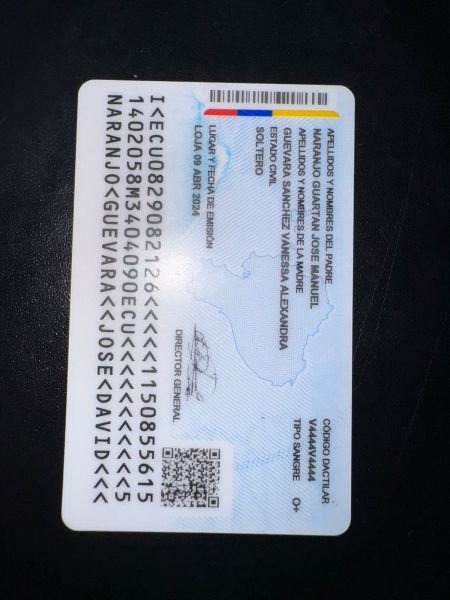 APELLIDOS Y NOMBRES DEL PADRE
NARANJO GUARTAN JOSE MANUEL
APELLIDOS Y NOMBRES DE LA MADRE
GUEVARA SANCHEZ VANESSA ALEXANDRA
ESTADO CIVIL
SOLTERO
CÓDIGO DACTILAR
V4444V4444
TIPO SANGRE O+
LUGAR Y FECHA DE EMISIÓN
LOJA 09 ABR 2024
DIRECTOR GENERAL
I<ECU0829082126<<<<<<1150855615
1402058M3404090ECU<<<<<<<<<<<5
NARANJO<GUEVARA<<JOSE<DAVID<<<